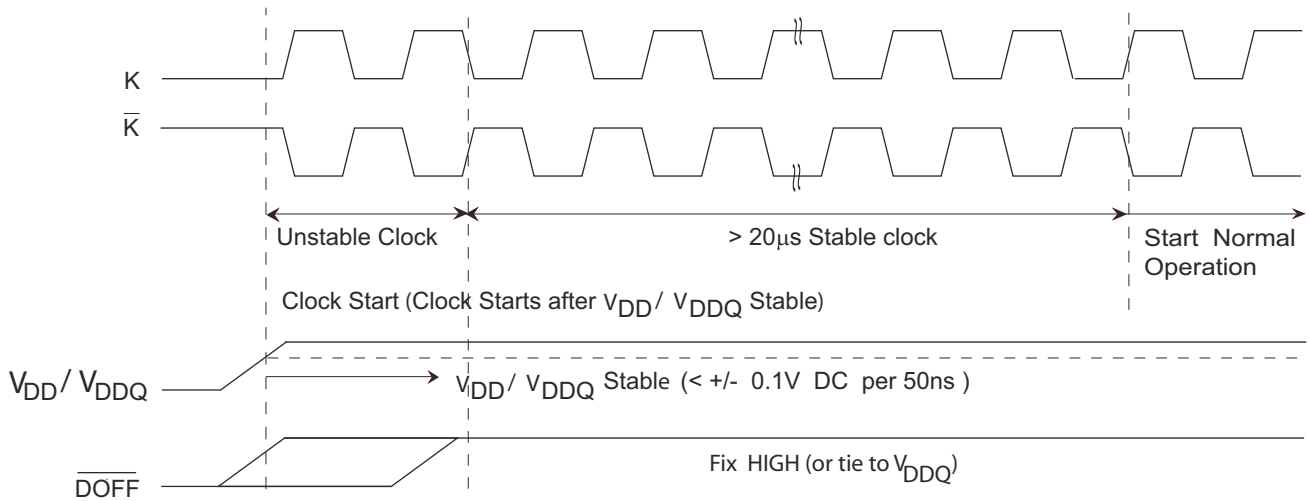 K
K̅
Unstable Clock
> 20μs Stable clock
Start Normal
Operation
Clock Start (Clock Starts after VDD / VDDQ Stable)
VDD / VDDQ
VDD / VDDQ Stable (< +/- 0.1V DC per 50ns )
D̅O̅F̅F̅
Fix HIGH (or tie to VDDQ)